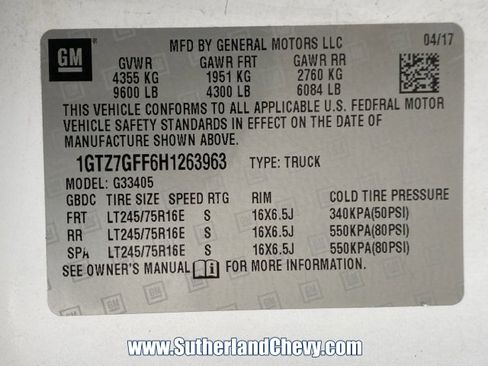 GM
MFD BY GENERAL MOTORS LLC 04/17
GVWR GAWR FRT GAWR RR
4355 KG 1951 KG 2760 KG
9600 LB 4300 LB 6084 LB
THIS VEHICLE CONFORMS TO ALL APPLICABLE U.S. FEDERAL MOTOR
VEHICLE SAFETY STANDARDS IN EFFECT ON THE DATE OF
MANUFACTURE SHOWN ABOVE.
1GTZ7GFF6H1263963 TYPE: TRUCK
MODEL: G33405
GBD TIRE SIZE SPEED RTG RIM COLD TIRE PRESSURE
FRT LT245/75R16E S 16X6.5J 340KPA(50PSI)
RR LT245/75R16E S 16X6.5J 550KPA(80PSI)
SPA LT245/75R16E S 16X6.5J 550KPA(80PSI)
SEE OWNER'S MANUAL FOR MORE INFORMATION.
www.SutherlandChevy.com